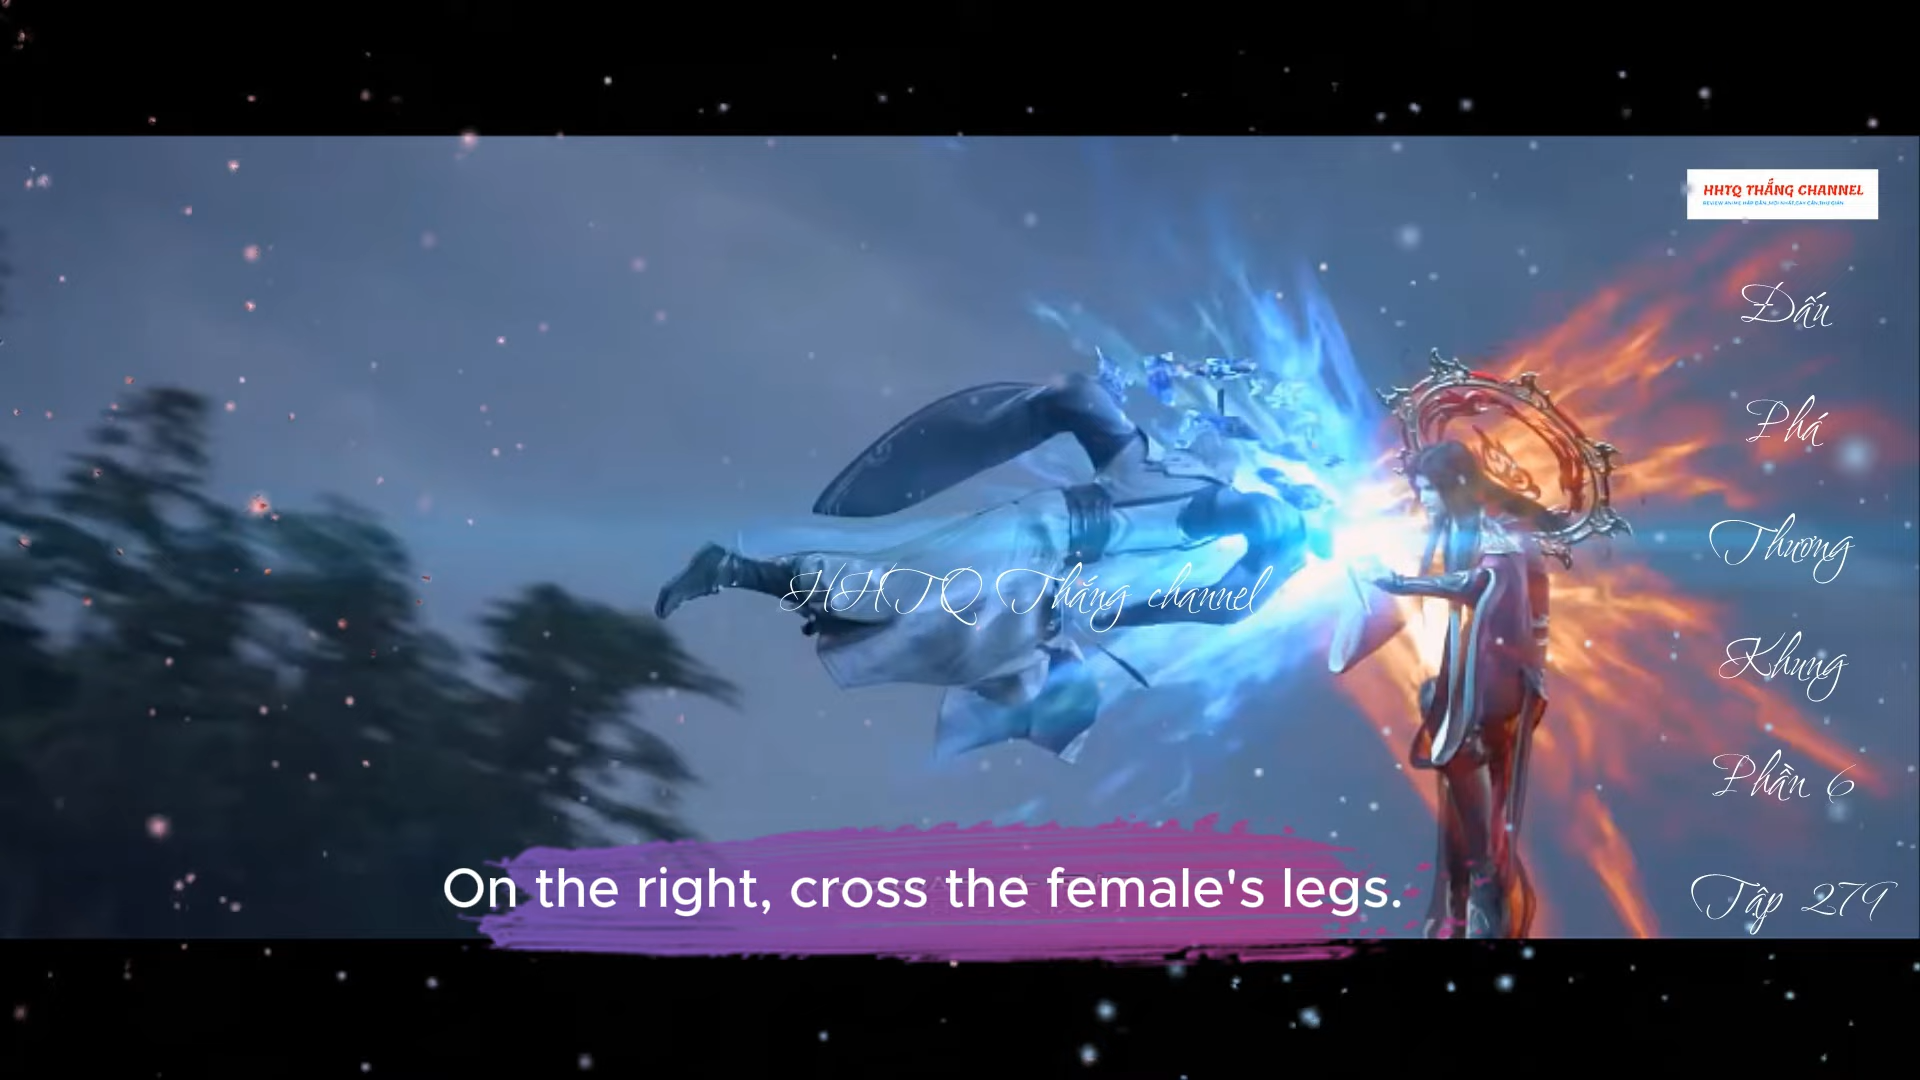 HHTQ THẮNG CHANNEL
Đấu
Phá
Thương
Khung
Phần 6
Tập 279
HHTQ Thắng channel
On the right, cross the female's legs.